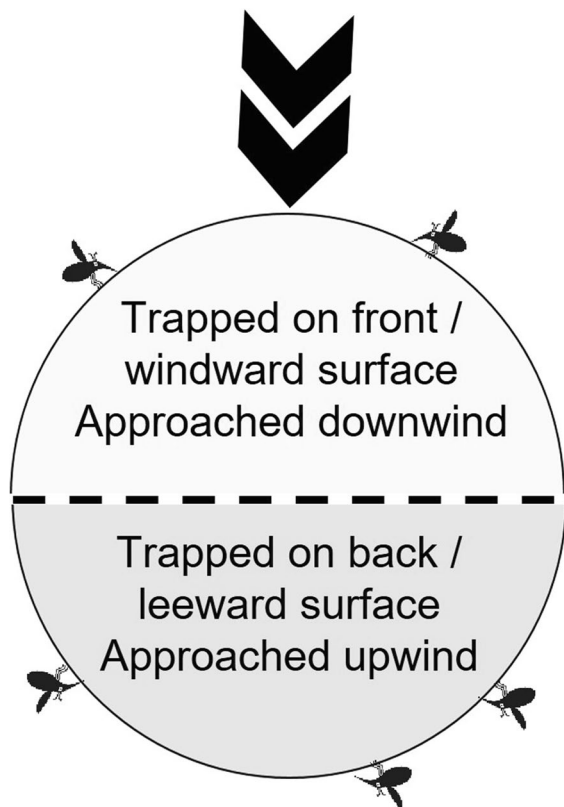 Trapped on front /
windward surface
Approached downwind
Trapped on back /
leeward surface
Approached upwind